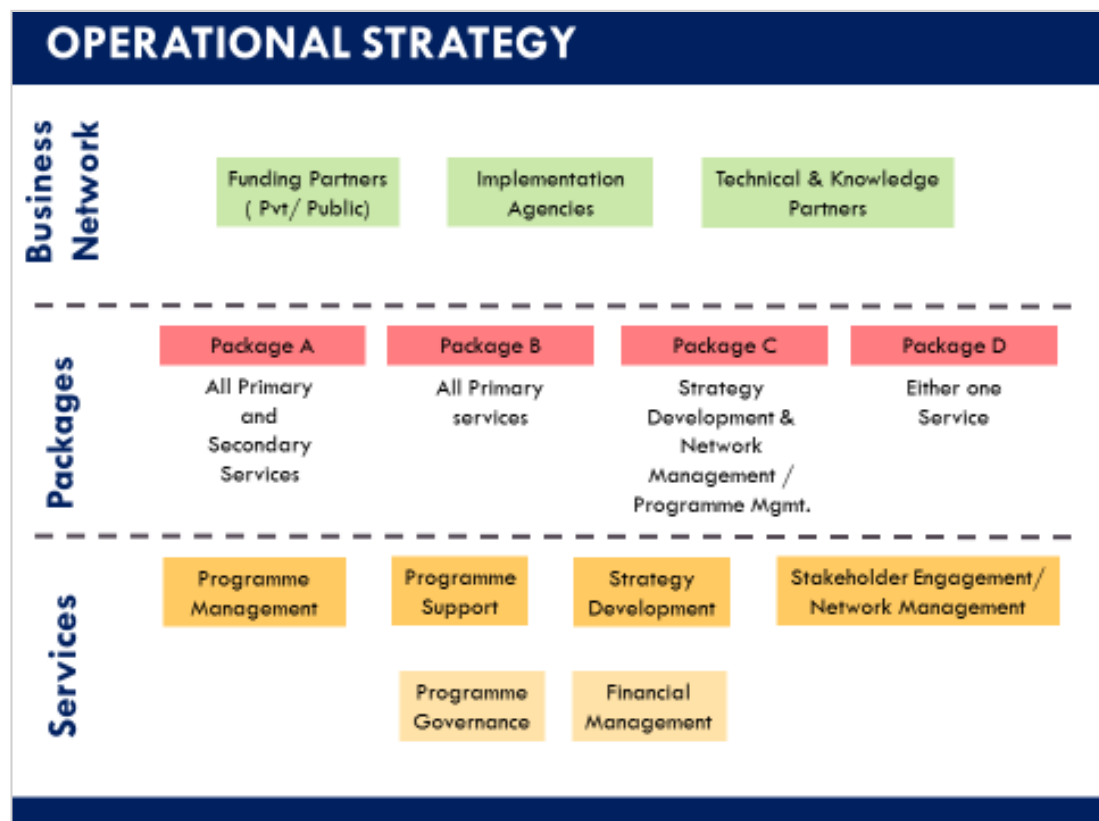 OPERATIONAL STRATEGY
Business
Network
Funding Partners
( Pvt/ Public)
Implementation
Agencies
Technical & Knowledge
Partners
Packages
Package A
All Primary
and
Secondary
Services
Package B
All Primary
services
Package C
Strategy
Development &
Network
Management /
Programme Mgmt.
Package D
Either one
Service
Services
Programme
Management
Programme
Support
Strategy
Development
Stakeholder Engagement/
Network Management
Programme
Governance
Financial
Management